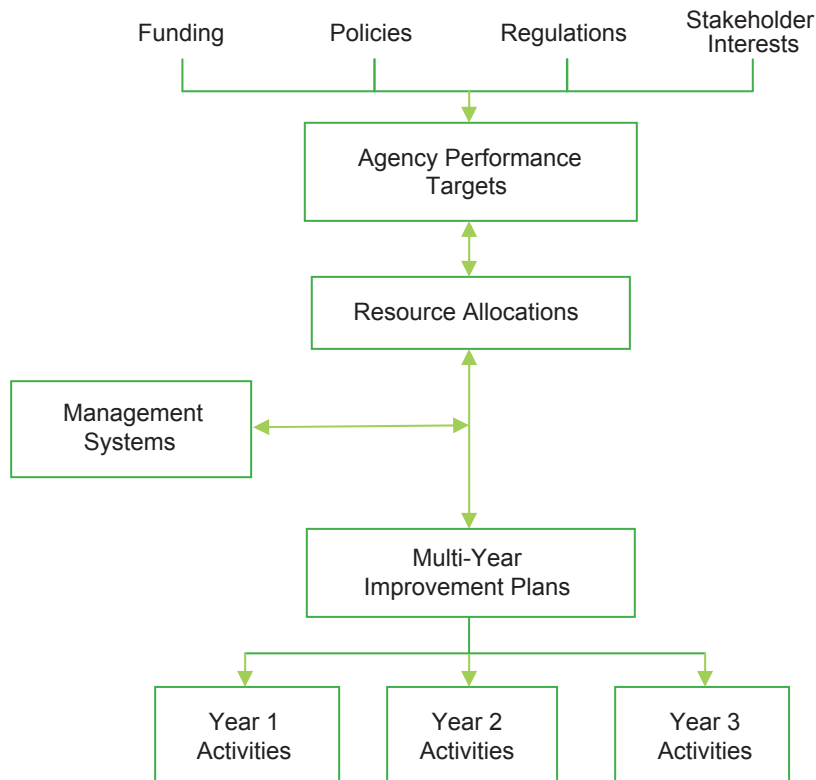 Funding
Policies
Regulations
Stakeholder
Interests
Agency Performance
Targets
Resource Allocations
Management
Systems
Multi-Year
Improvement Plans
Year 1
Activities
Year 2
Activities
Year 3
Activities